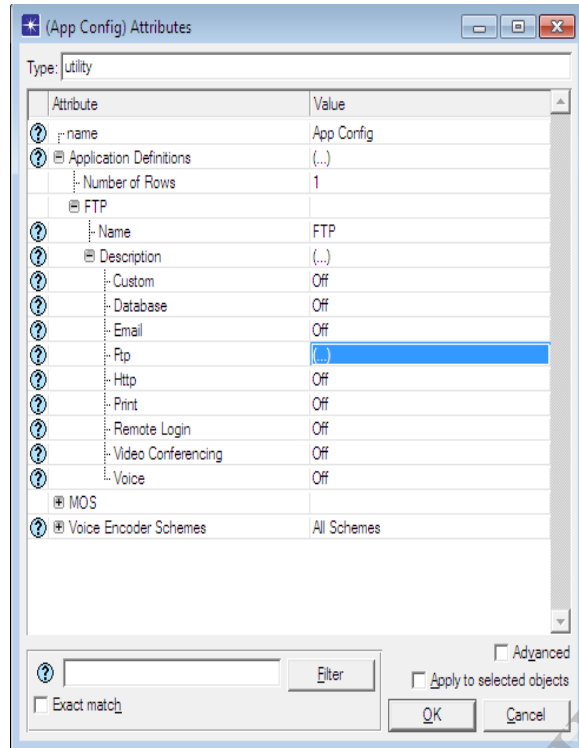 (App Config) Attributes
Type: utility
Attribute Value
name App Config
Application Definitions (...)
Number of Rows 1
FTP
Name FTP
Description (...)
Custom Off
Database Off
Email Off
Ftp (...)
Http Off
Print Off
Remote Login Off
Video Conferencing Off
Voice Off
MOS
Voice Encoder Schemes All Schemes
Advanced
Filter
Apply to selected objects
Exact match
OK Cancel